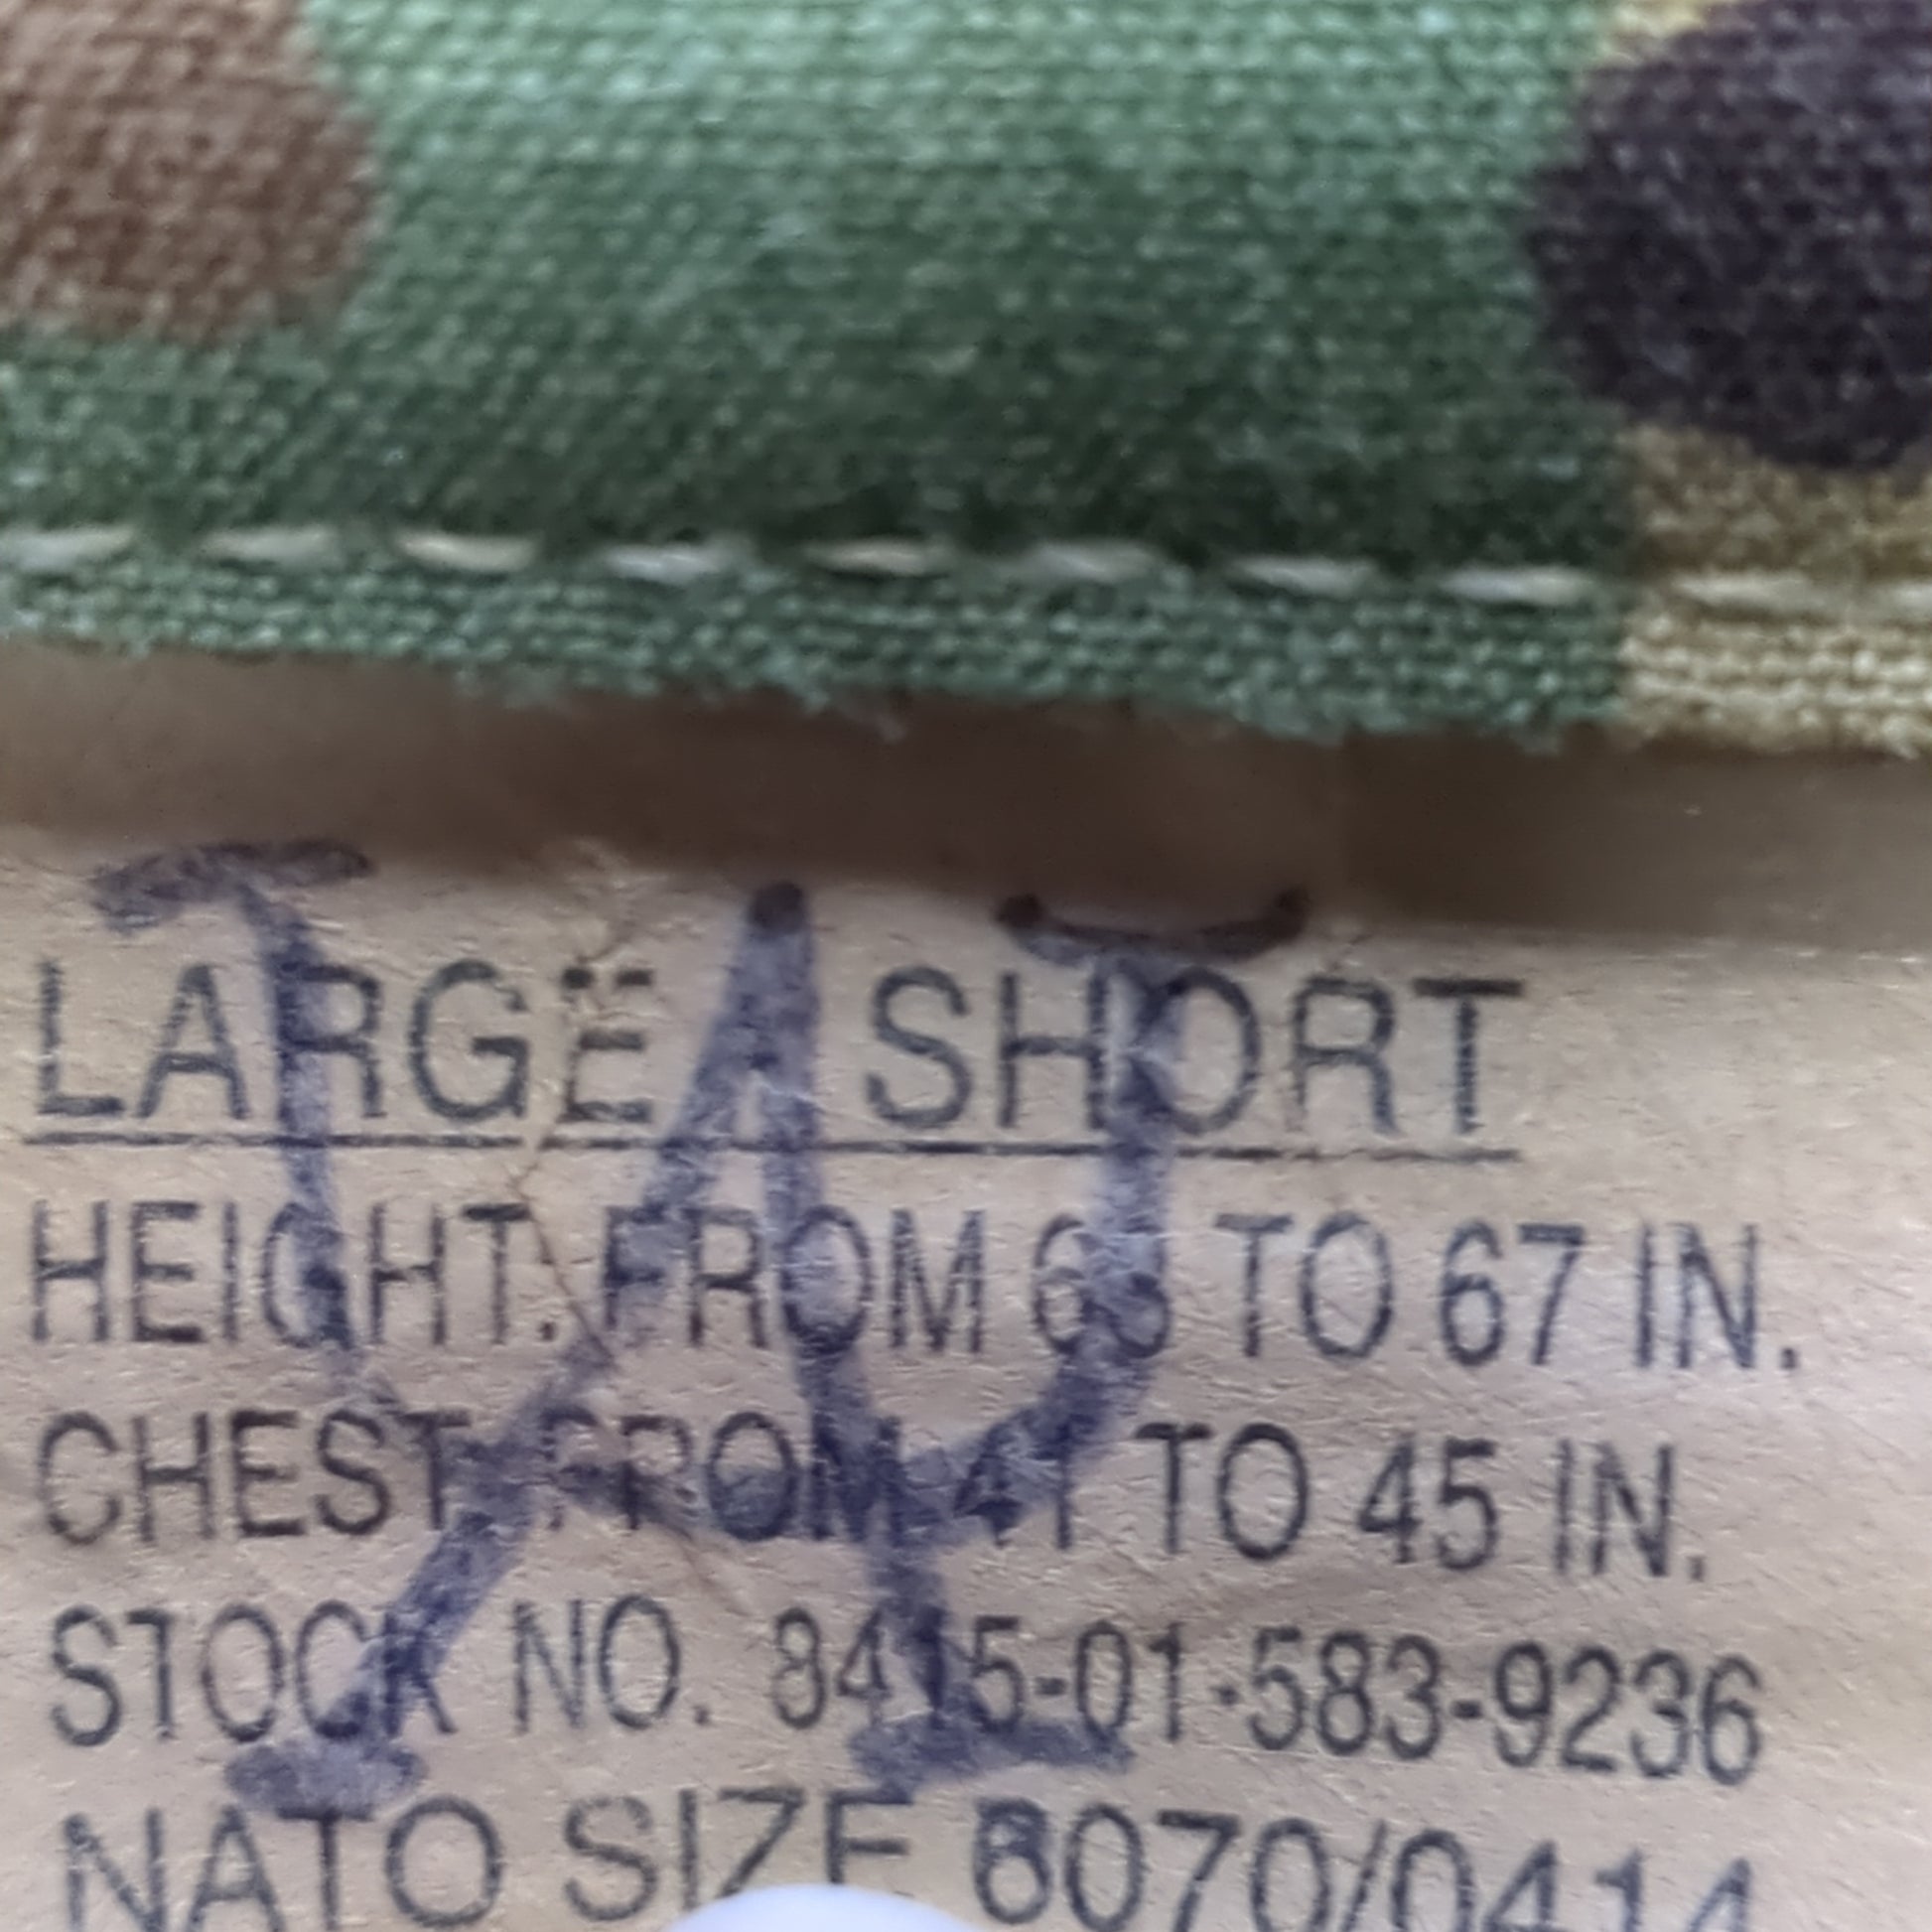 LARGE SHORT
HEIGHT. FROM 63 TO 67 IN.
CHEST FROM 41 TO 45 IN.
STOCK NO. 8415-01-583-9236
NATO SIZE 6070/0414